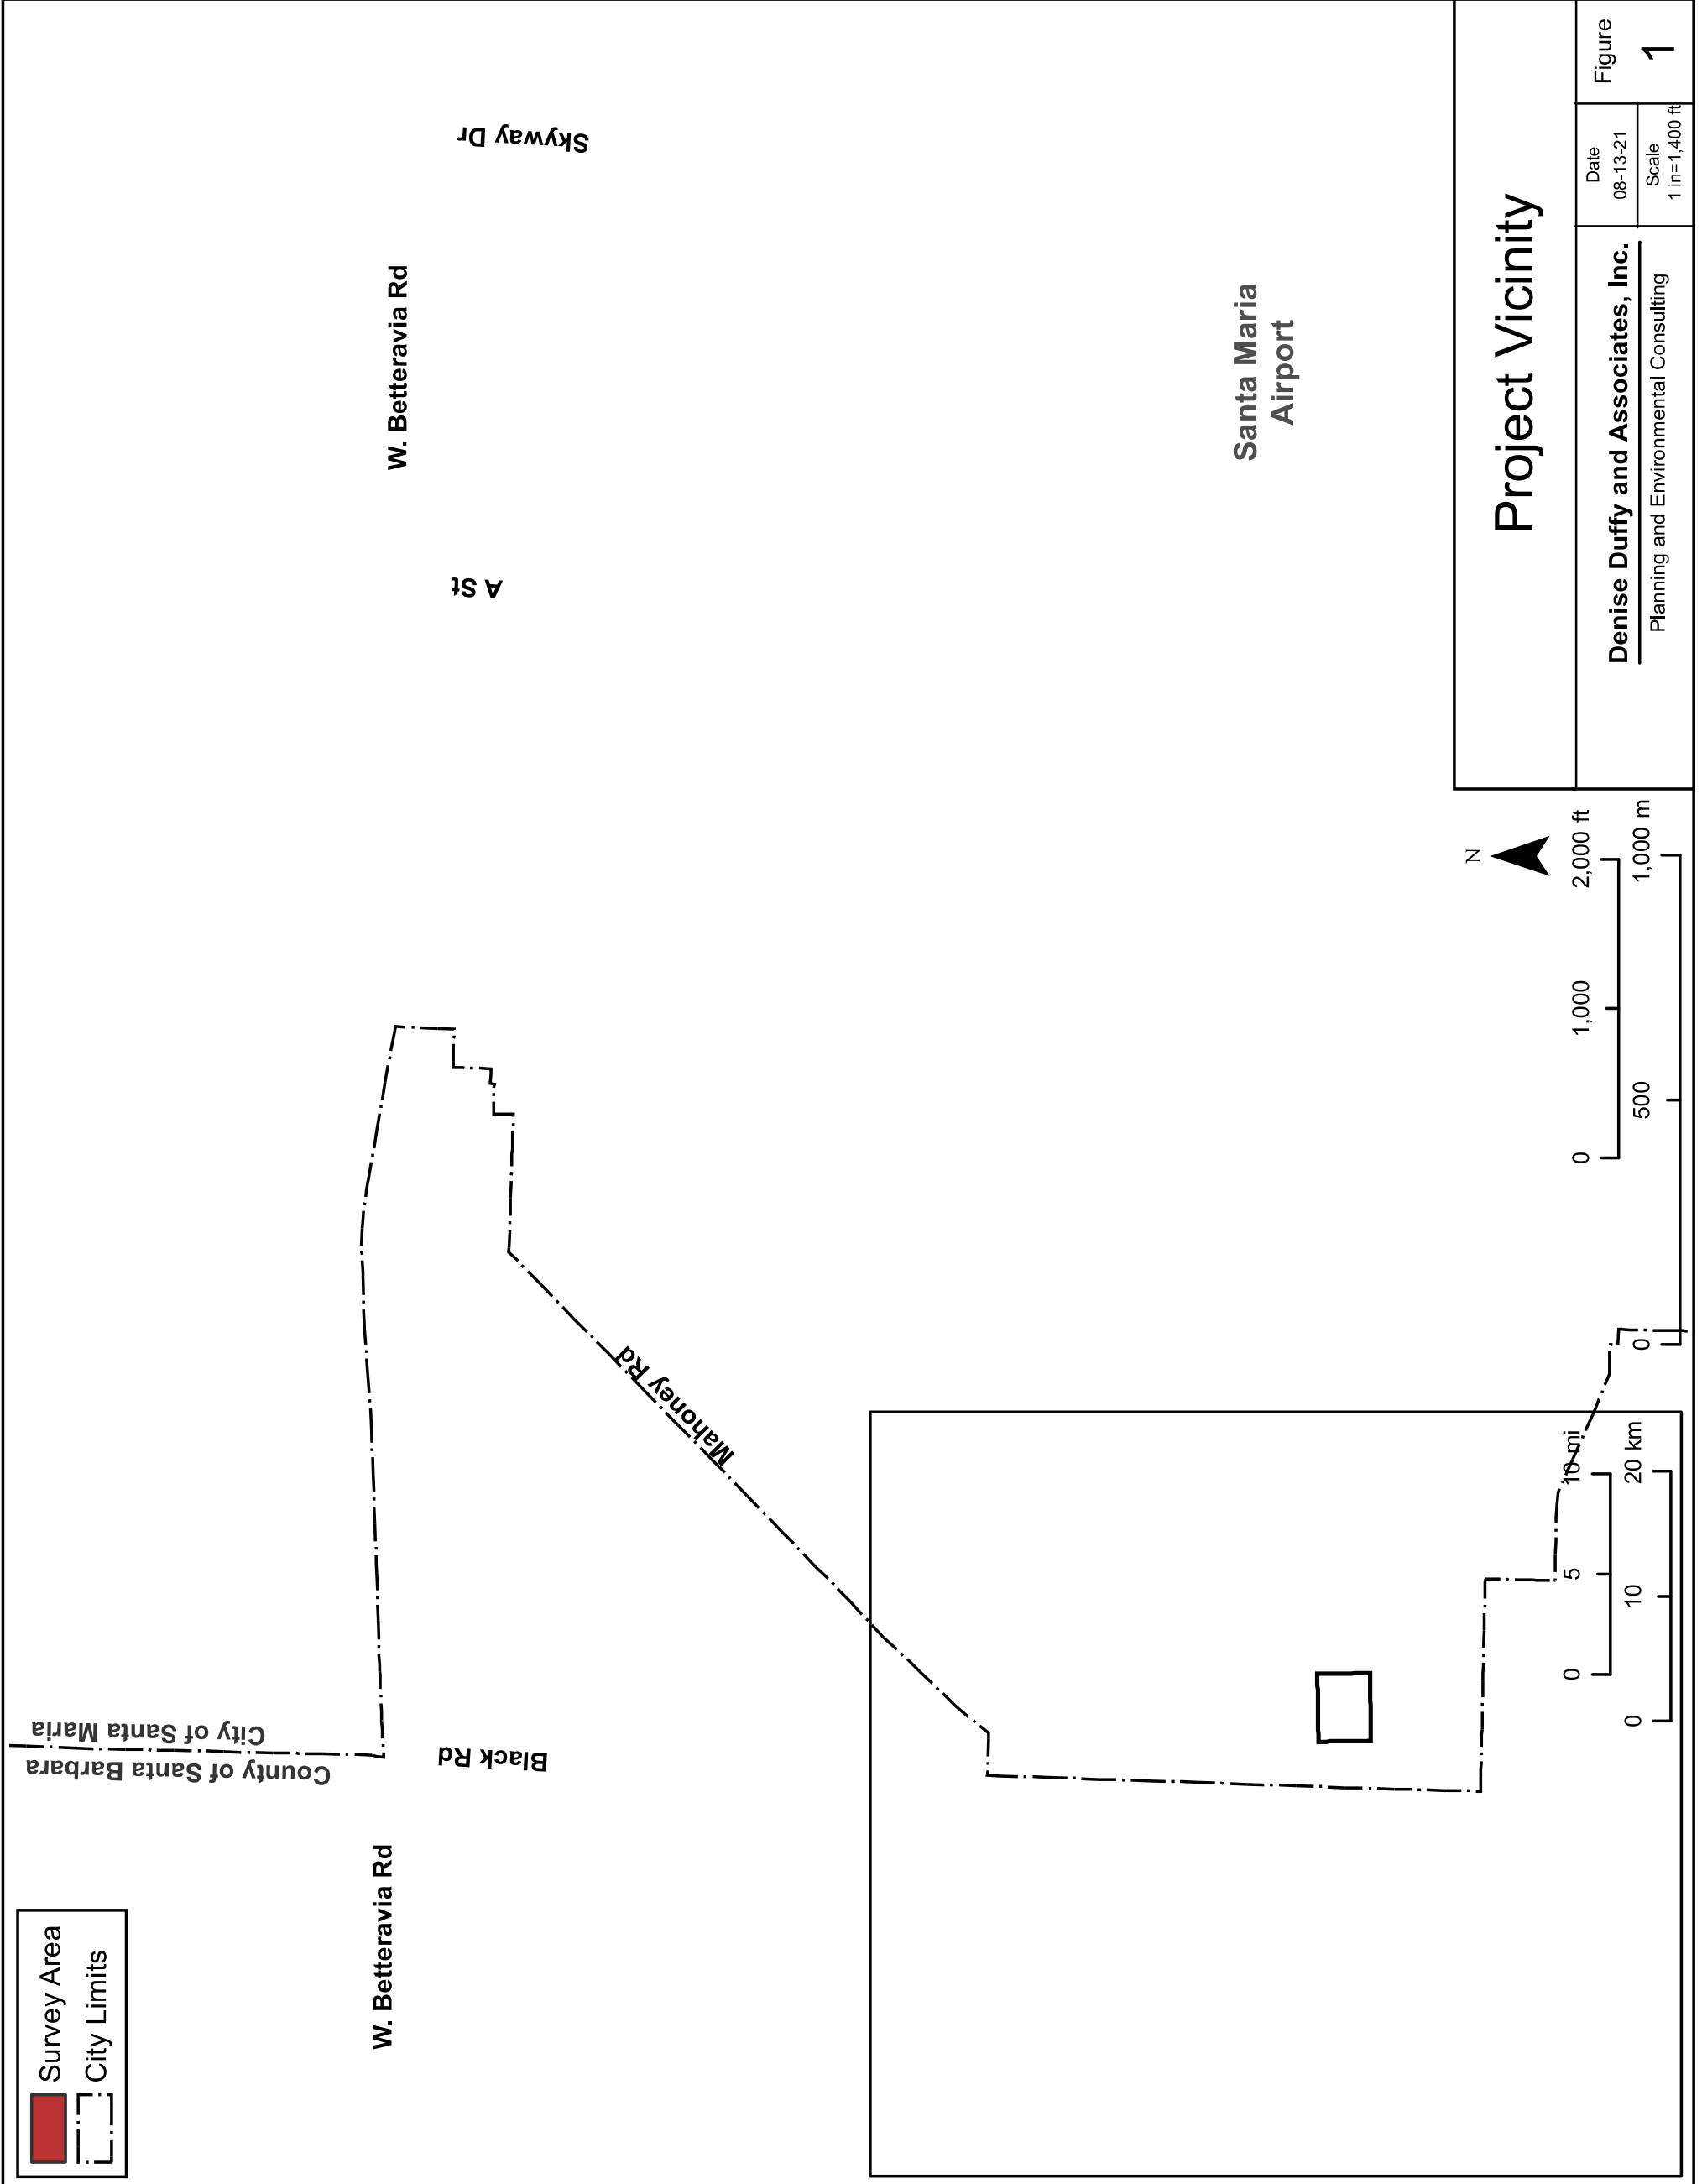 Survey Area
City Limits
County of Santa Barbara
City of Santa Maria
W. Betteravia Rd
Black Rd
W. Betteravia Rd
A St
Skyway Dr
Mahoney Rd
Santa Maria
Airport
0 5 10 mi
0 10 20 km
N
0 1,000 2,000 ft
0 500 1,000 m
Project Vicinity
Denise Duffy and Associates, Inc.
Planning and Environmental Consulting
Date
08-13-21
Scale
1 in=1,400 ft
Figure
1